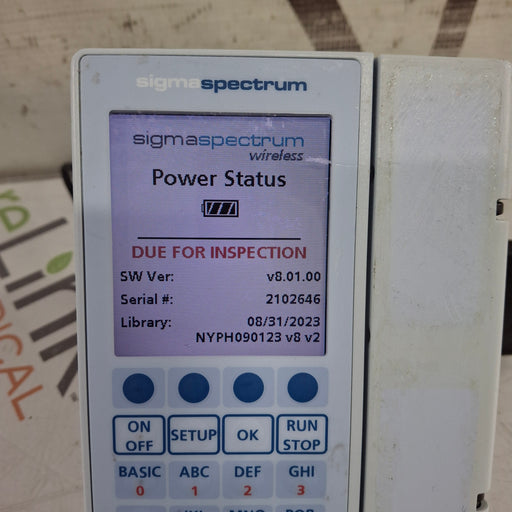 sigmaspectrum
sigmaspectrum
wireless
Power Status
DUE FOR INSPECTION
SW Ver: v8.01.00
Serial #: 2102646
Library: 08/31/2023
NYPH090123 v8 v2
ON OFF
SETUP
OK
RUN STOP
BASIC 0
ABC 1
DEF 2
GHI 3